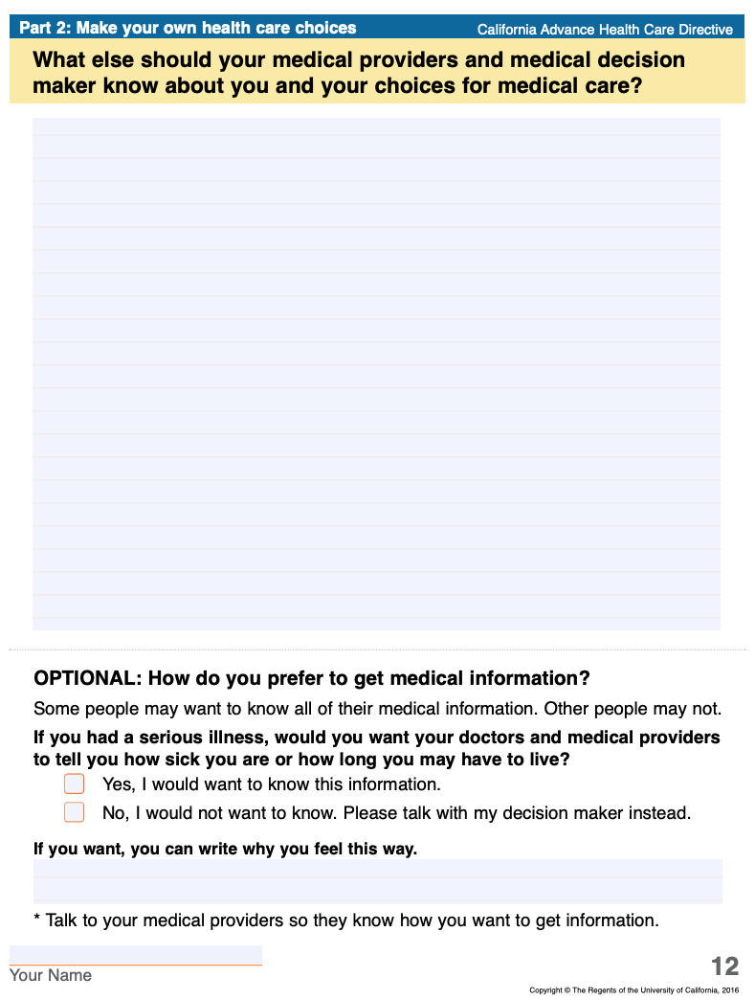 Part 2: Make your own health care choices
California Advance Health Care Directive
What else should your medical providers and medical decision
maker know about you and your choices for medical care?
OPTIONAL: How do you prefer to get medical information?
Some people may want to know all of their medical information. Other people may not.
If you had a serious illness, would you want your doctors and medical providers
to tell you how sick you are or how long you may have to live?
Yes, I would want to know this information.
No, I would not want to know. Please talk with my decision maker instead.
If you want, you can write why you feel this way.
* Talk to your medical providers so they know how you want to get information.
Your Name
12
Copyright © The Regents of the University of California, 2016